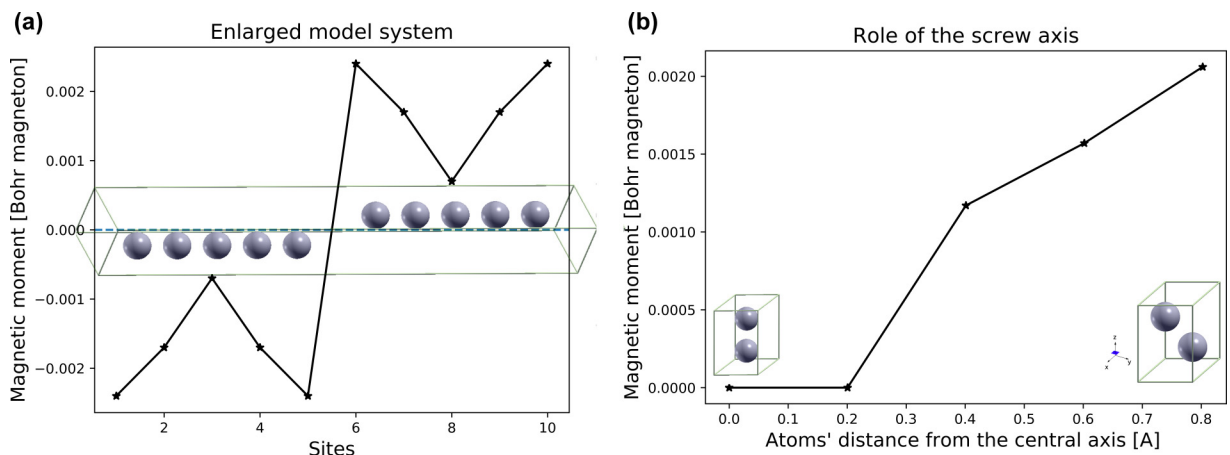 (a)
Enlarged model system
Magnetic moment [Bohr magneton]
0.002
0.001
0.000
−0.001
−0.002
2
4
6
8
10
Sites
(b)
Role of the screw axis
Magnetic moment [Bohr magneton]
0.0020
0.0015
0.0010
0.0005
0.0000
z
x
y
0.0
0.1
0.2
0.3
0.4
0.5
0.6
0.7
0.8
Atoms' distance from the central axis [A]